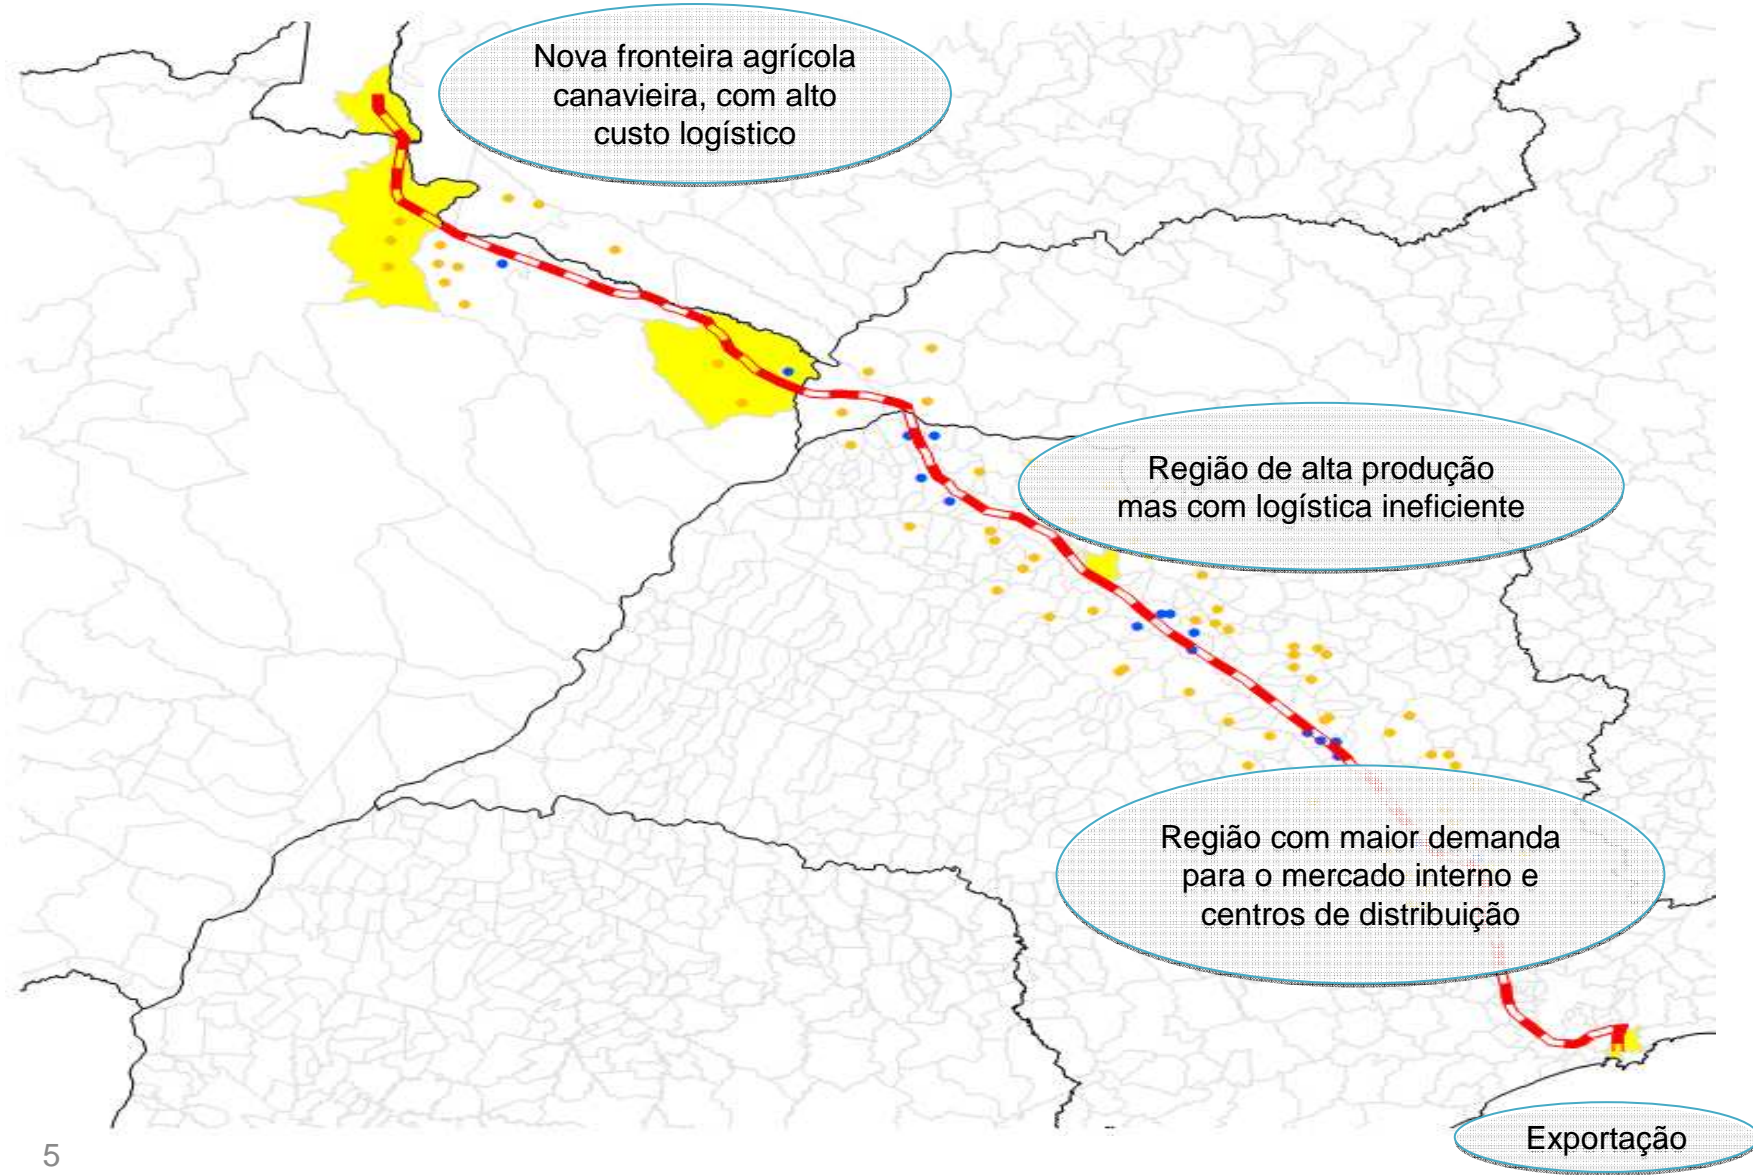 Nova fronteira agrícola
canavieira, com alto
custo logístico
Região de alta produção
mas com logística ineficiente
Região com maior demanda
para o mercado interno e
centros de distribuição
Exportação
5